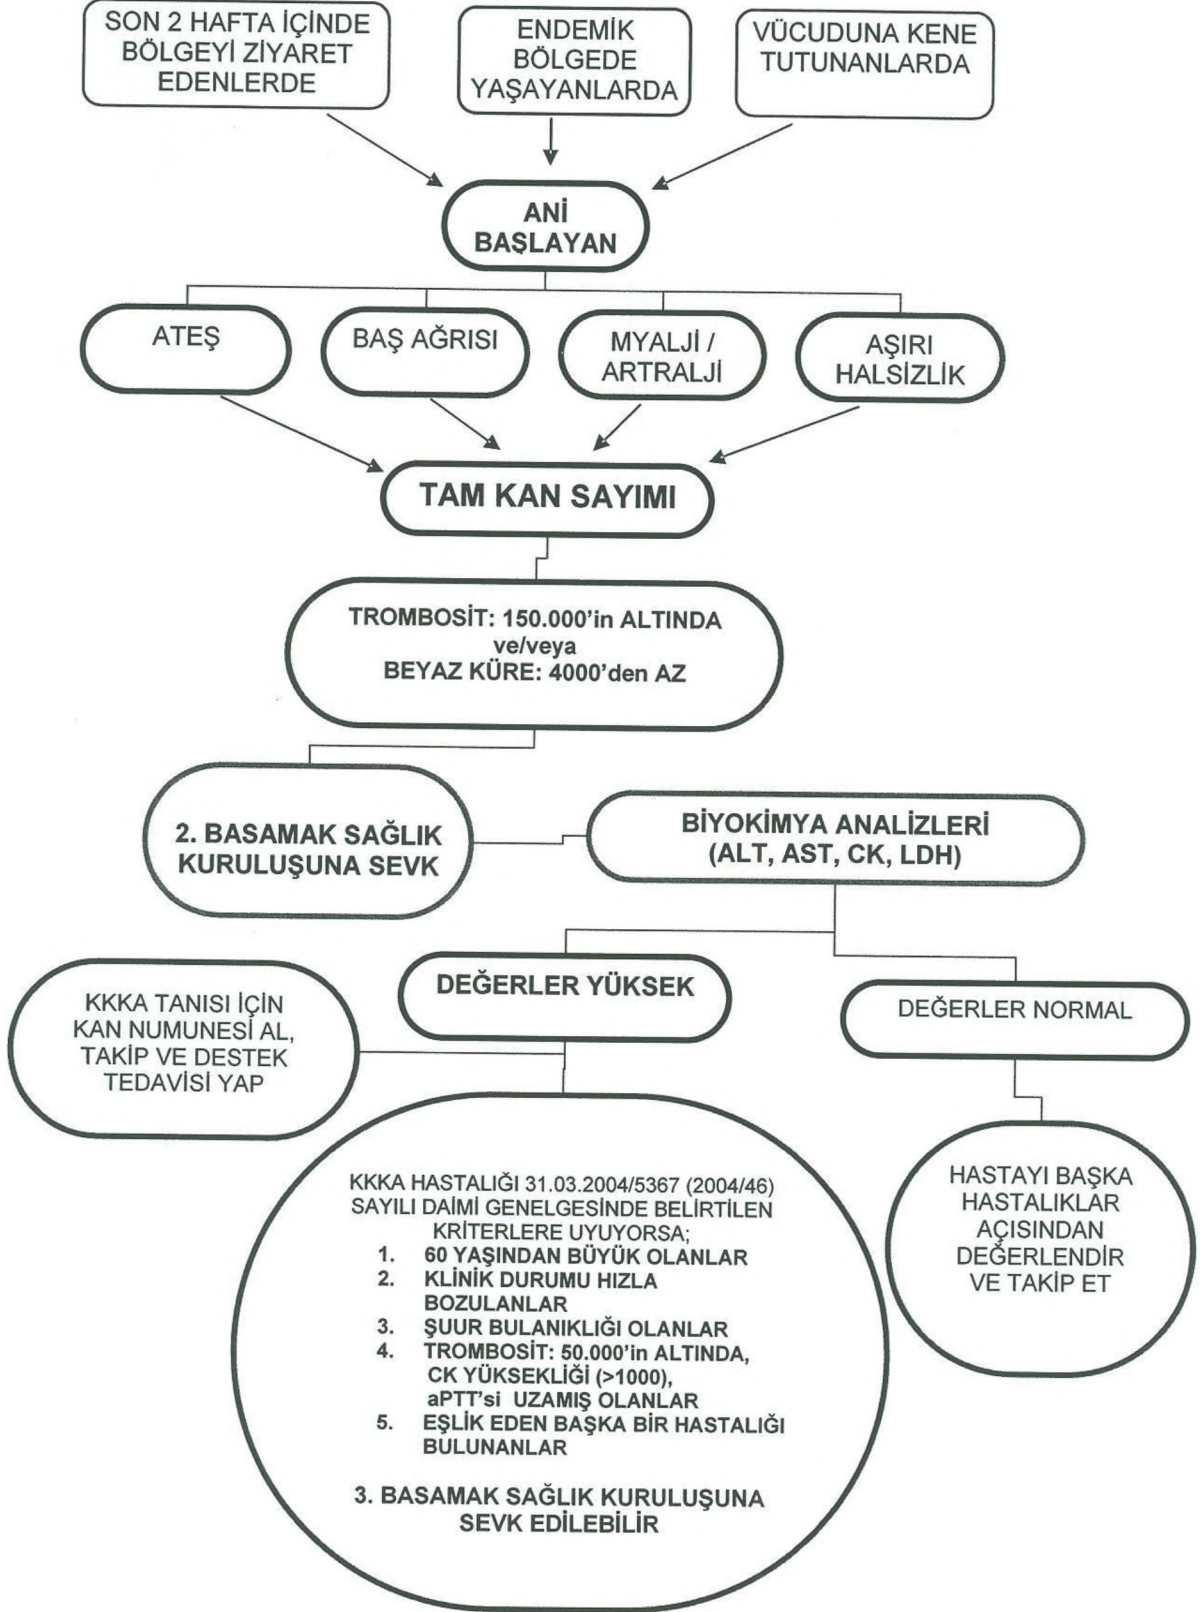 SON 2 HAFTA İÇİNDE
BÖLGEYİ ZİYARET
EDENLERDE
ENDEMİK
BÖLGEDE
YAŞAYANLARDA
VÜCUDUNA KENE
TUTUNANLARDA
ANİ
BAŞLAYAN
ATEŞ
BAŞ AĞRISI
MYALJİ /
ARTRALJİ
AŞIRI
HALSİZLİK
TAM KAN SAYIMI
TROMBOSİT: 150.000’in ALTINDA
ve/veya
BEYAZ KÜRE: 4000’den AZ
2. BASAMAK SAĞLIK
KURULUŞUNA SEVK
BİYOKİMYA ANALİZLERİ
(ALT, AST, CK, LDH)
DEĞERLER YÜKSEK
DEĞERLER NORMAL
KKKA TANISI İÇİN
KAN NUMUNESİ AL,
TAKİP VE DESTEK
TEDAVİSİ YAP
KKKA HASTALIĞI 31.03.2004/5367 (2004/46)
SAYILI DAİMİ GENELGESİNDE BELİRTİLEN
KRİTERLERE UYUYORSA;
1. 60 YAŞINDAN BÜYÜK OLANLAR
2. KLİNİK DURUMU HIZLA
BOZULANLAR
3. ŞUUR BULANIKLIĞI OLANLAR
4. TROMBOSİT: 50.000’in ALTINDA,
CK YÜKSEKLİĞİ (>1000),
aPTT’si UZAMIŞ OLANLAR
5. EŞLİK EDEN BAŞKA BİR HASTALIĞI
BULUNANLAR
3. BASAMAK SAĞLIK KURULUŞUNA
SEVK EDİLEBİLİR
HASTAYI BAŞKA
HASTALIKLAR
AÇISINDAN
DEĞERLENDİR
VE TAKİP ET